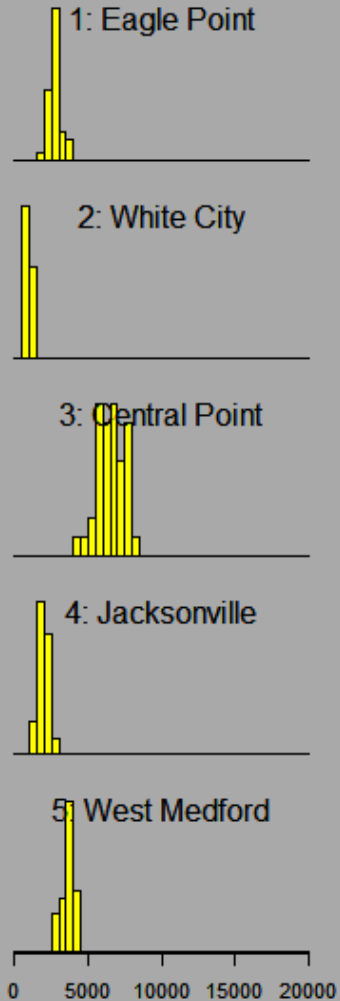 1: Eagle Point
2: White City
3: Central Point
4: Jacksonville
5: West Medford
0 5000 10000 15000 20000